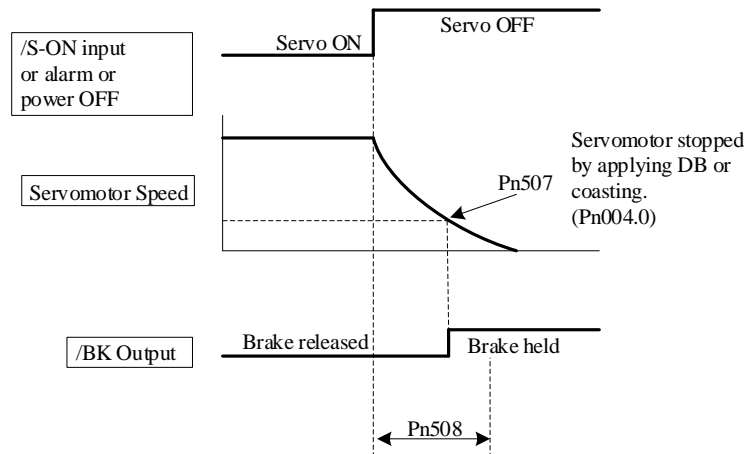 /S-ON input
or alarm or
power OFF
Servo ON
Servo OFF
Servomotor Speed
Pn507
Servomotor stopped
by applying DB or
coasting.
(Pn004.0)
/BK Output
Brake released
Brake held
Pn508